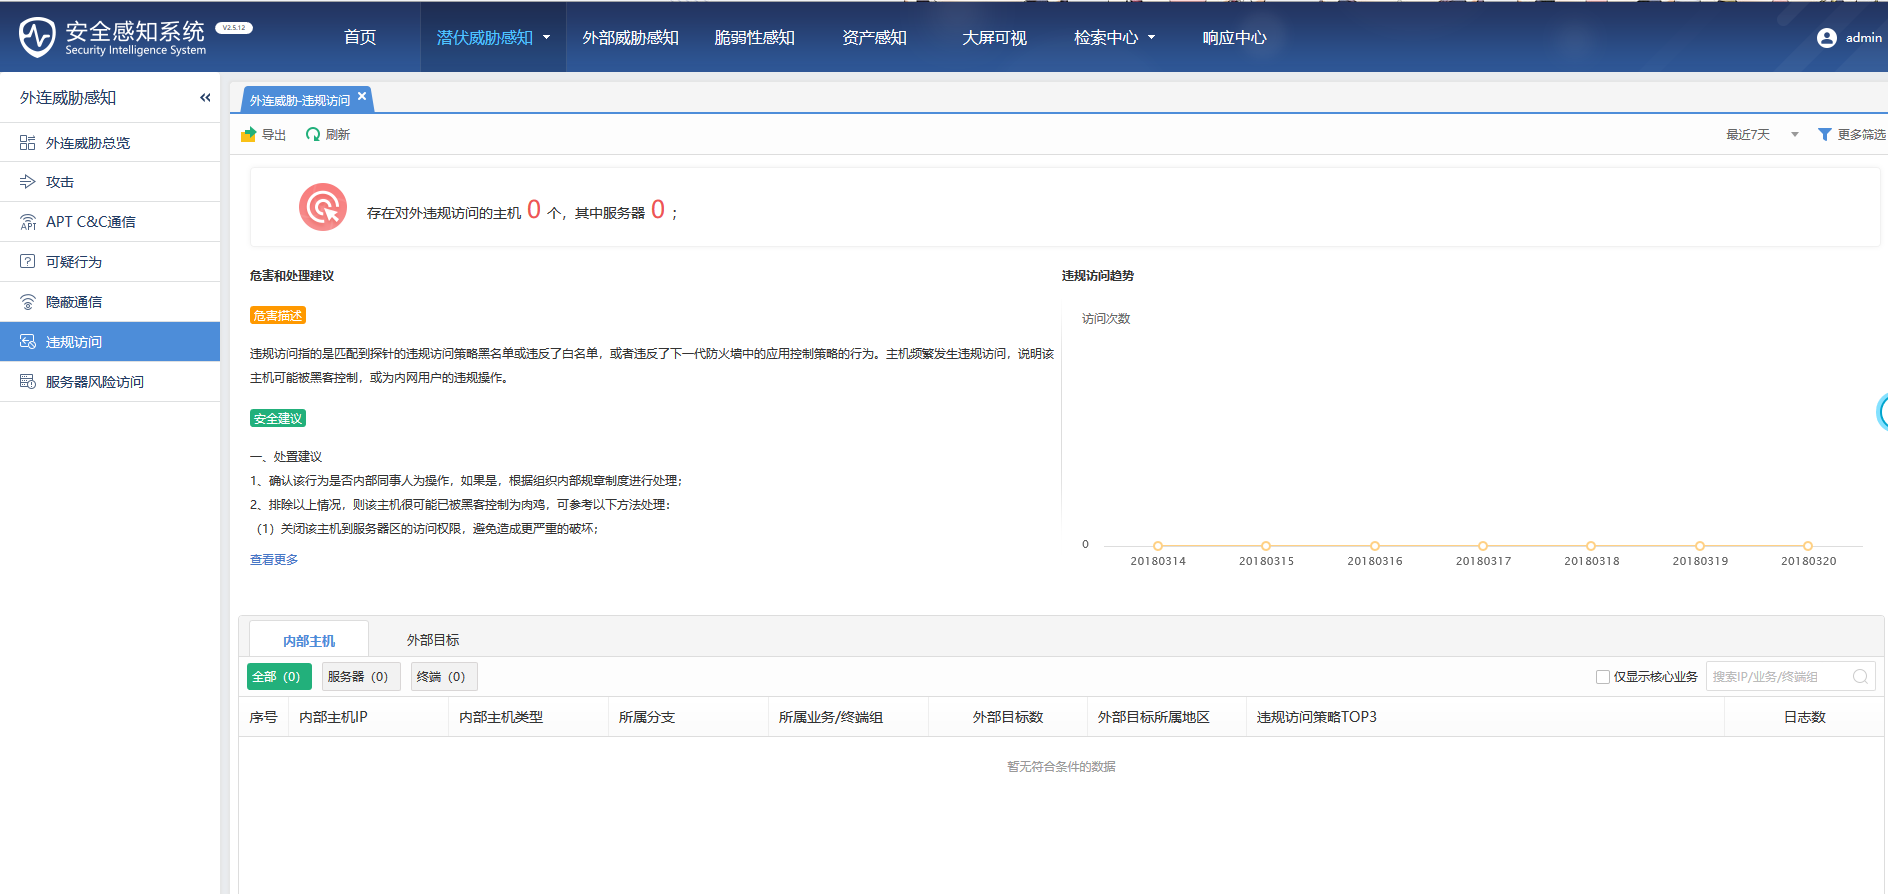 安全感知系统 V2.5.12
Security Intelligence System
首页
潜伏威胁感知
外部威胁感知
脆弱性感知
资产感知
大屏可视
检索中心
响应中心
admin
外连威胁感知
外连威胁总览
攻击
APT C&C通信
可疑行为
隐蔽通信
违规访问
服务器风险访问
外连威胁-违规访问
导出
刷新
最近7天
更多筛选
存在对外违规访问的主机 0 个，其中服务器 0 ；
危害和处理建议
危害描述
违规访问指的是匹配到探针的违规访问策略黑名单或违反了白名单，或者违反了下一代防火墙中的应用控制策略的行为。主机频繁发生违规访问，说明该
主机可能被黑客控制，或为内网用户的违规操作。
安全建议
一、处置建议
1、确认该行为是否内部同事人为操作，如果是，根据组织内部规章制度进行处理；
2、排除以上情况，则该主机很可能已被黑客控制为肉鸡，可参考以下方法处理：
（1）关闭该主机到服务器区的访问权限，避免造成更严重的破坏；
查看更多
违规访问趋势
访问次数
0
20180314 20180315 20180316 20180317 20180318 20180319 20180320
内部主机
外部目标
全部（0）
服务器（0）
终端（0）
仅显示核心业务
搜索IP/业务/终端组
序号 内部主机IP 内部主机类型 所属分支 所属业务/终端组 外部目标数 外部目标所属地区 违规访问策略TOP3 日志数
暂无符合条件的数据